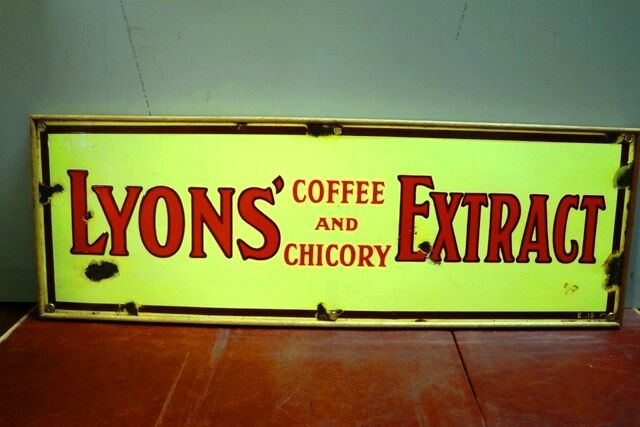 LYONS' COFFEE AND CHICORY EXTRACT